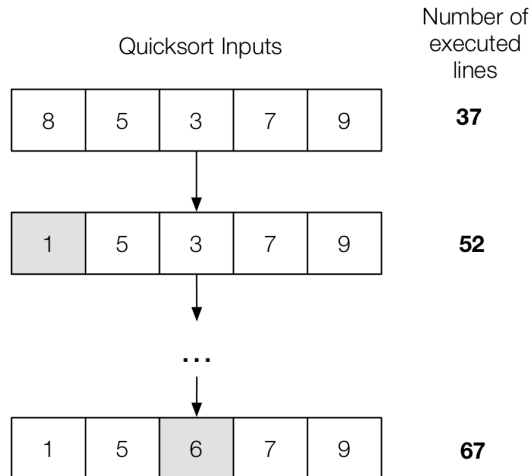 Quicksort Inputs
Number of
executed
lines
8 5 3 7 9 37
1 5 3 7 9 52
...
1 5 6 7 9 67